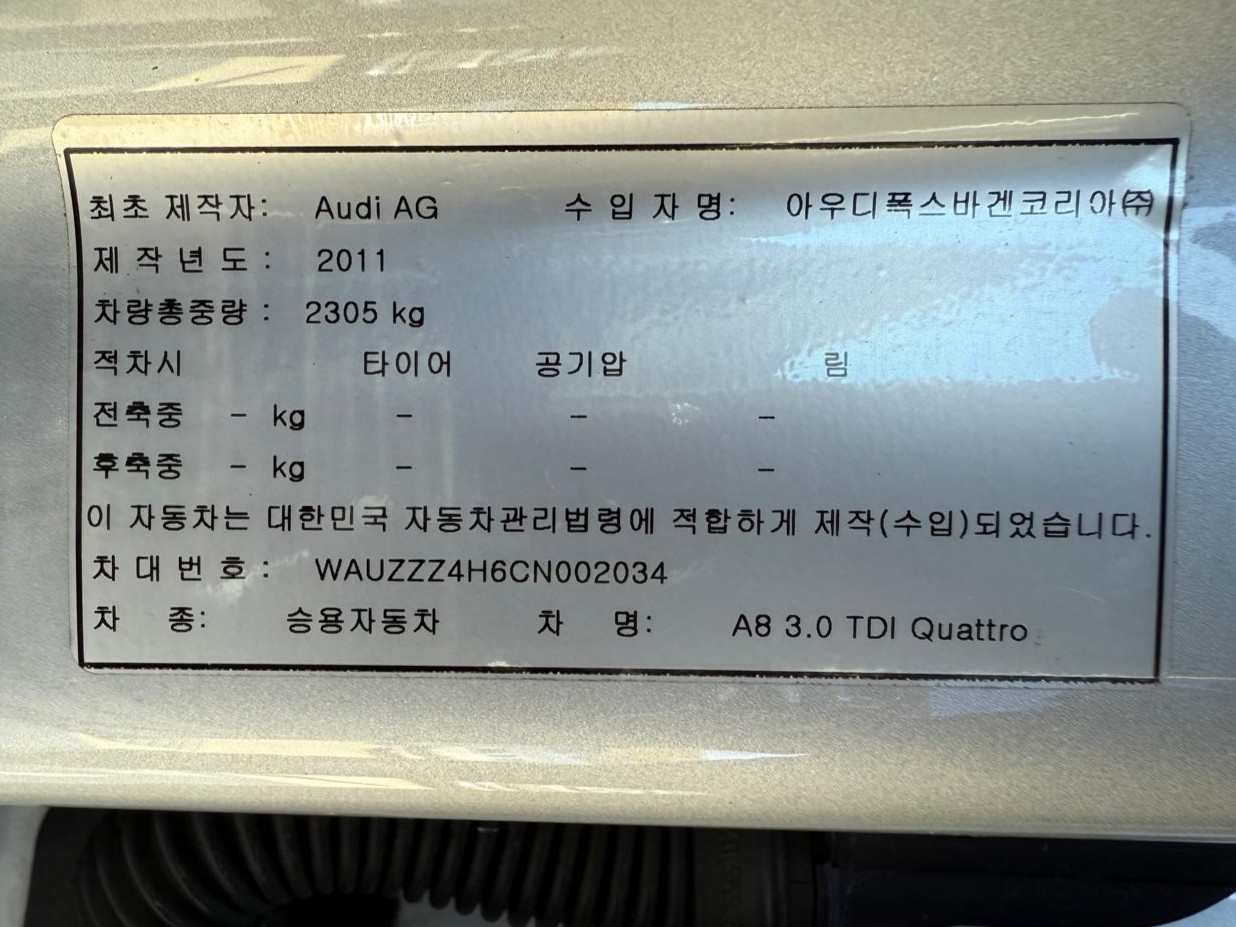 최초 제작자: Audi AG 수 입 자 명: 아우디폭스바겐코리아㈜
제 작 년 도 : 2011
차량총중량 : 2305 kg
적차시 타이어 공기압 림
전축중 - kg - - -
후축중 - kg - - -
이 자동차는 대한민국 자동차관리법령에 적합하게 제작(수입)되었습니다.
차 대 번 호 : WAUZZZ4H6CN002034
차 종: 승용자동차 차 명: A8 3.0 TDI Quattro